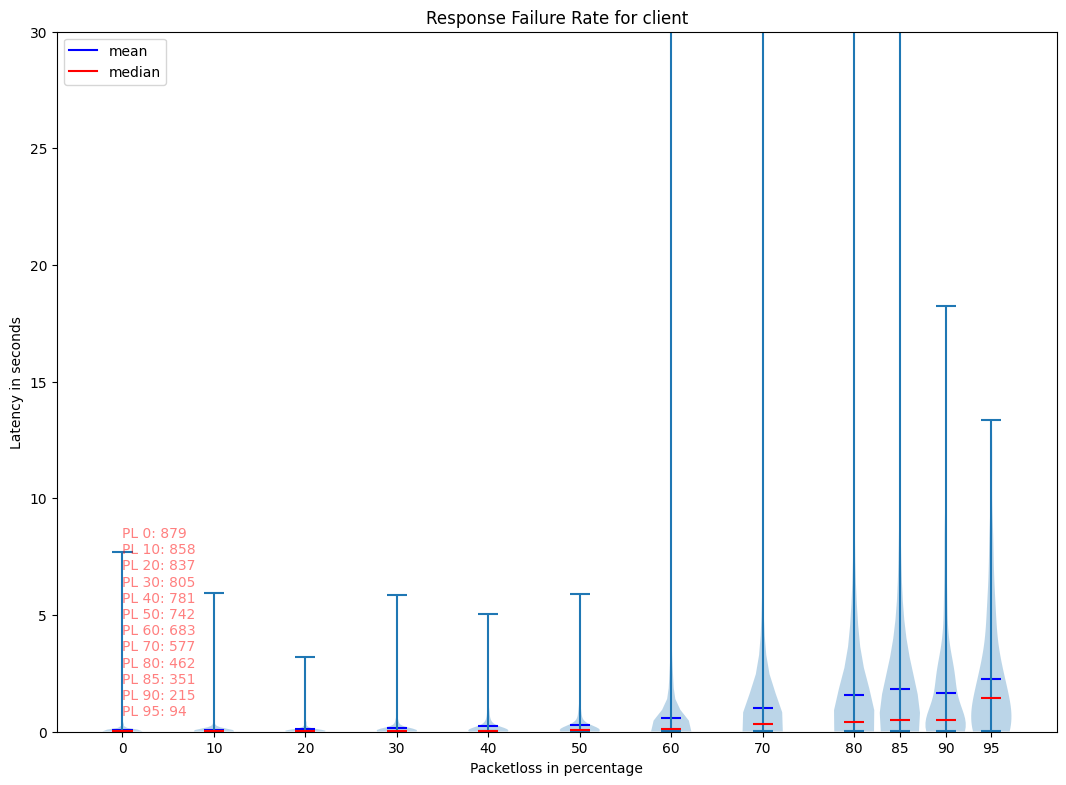 Response Failure Rate for client
mean
median
30
25
20
15
10
5
0
Latency in seconds
PL 0: 879
PL 10: 858
PL 20: 837
PL 30: 805
PL 40: 781
PL 50: 742
PL 60: 683
PL 70: 577
PL 80: 462
PL 85: 351
PL 90: 215
PL 95: 94
0 10 20 30 40 50 60 70 80 85 90 95
Packetloss in percentage